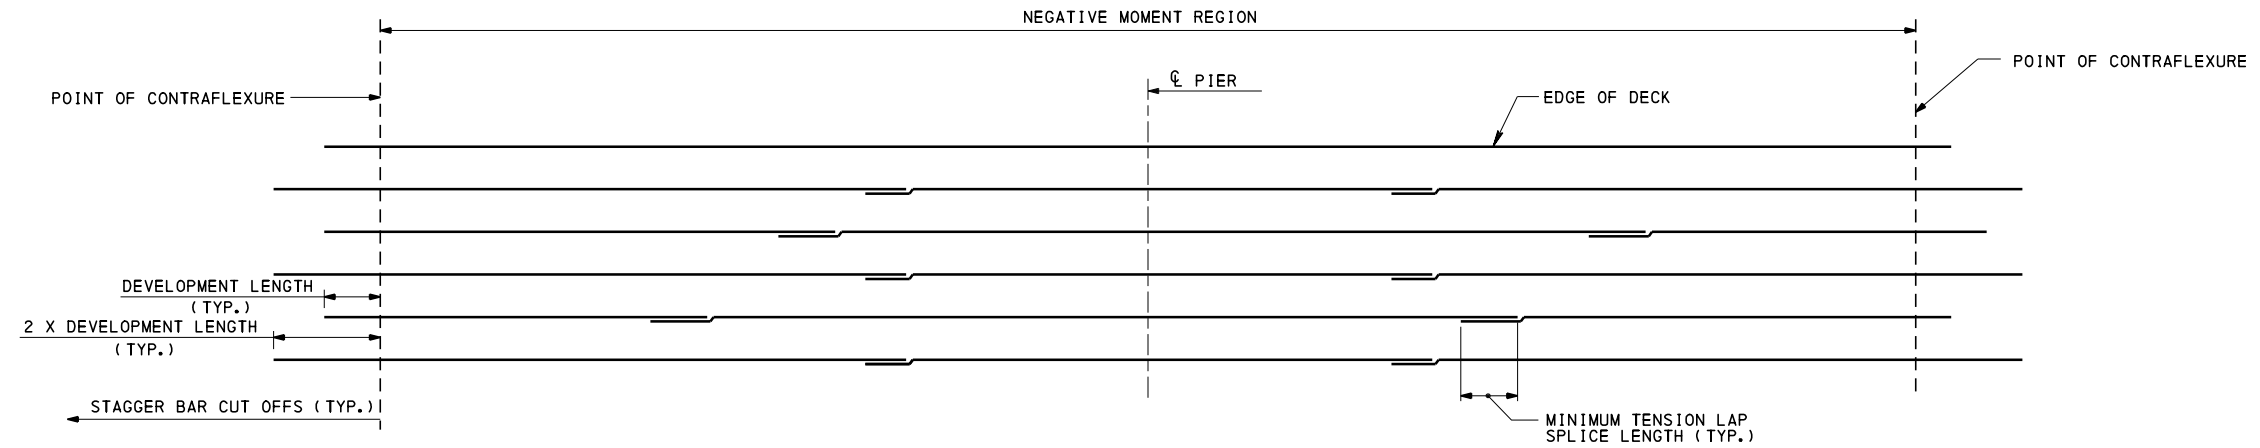 NEGATIVE MOMENT REGION
POINT OF CONTRAFLEXURE
℄ PIER
POINT OF CONTRAFLEXURE
EDGE OF DECK
DEVELOPMENT LENGTH
(TYP.)
2 X DEVELOPMENT LENGTH
(TYP.)
STAGGER BAR CUT OFFS (TYP.)
MINIMUM TENSION LAP
SPLICE LENGTH (TYP.)